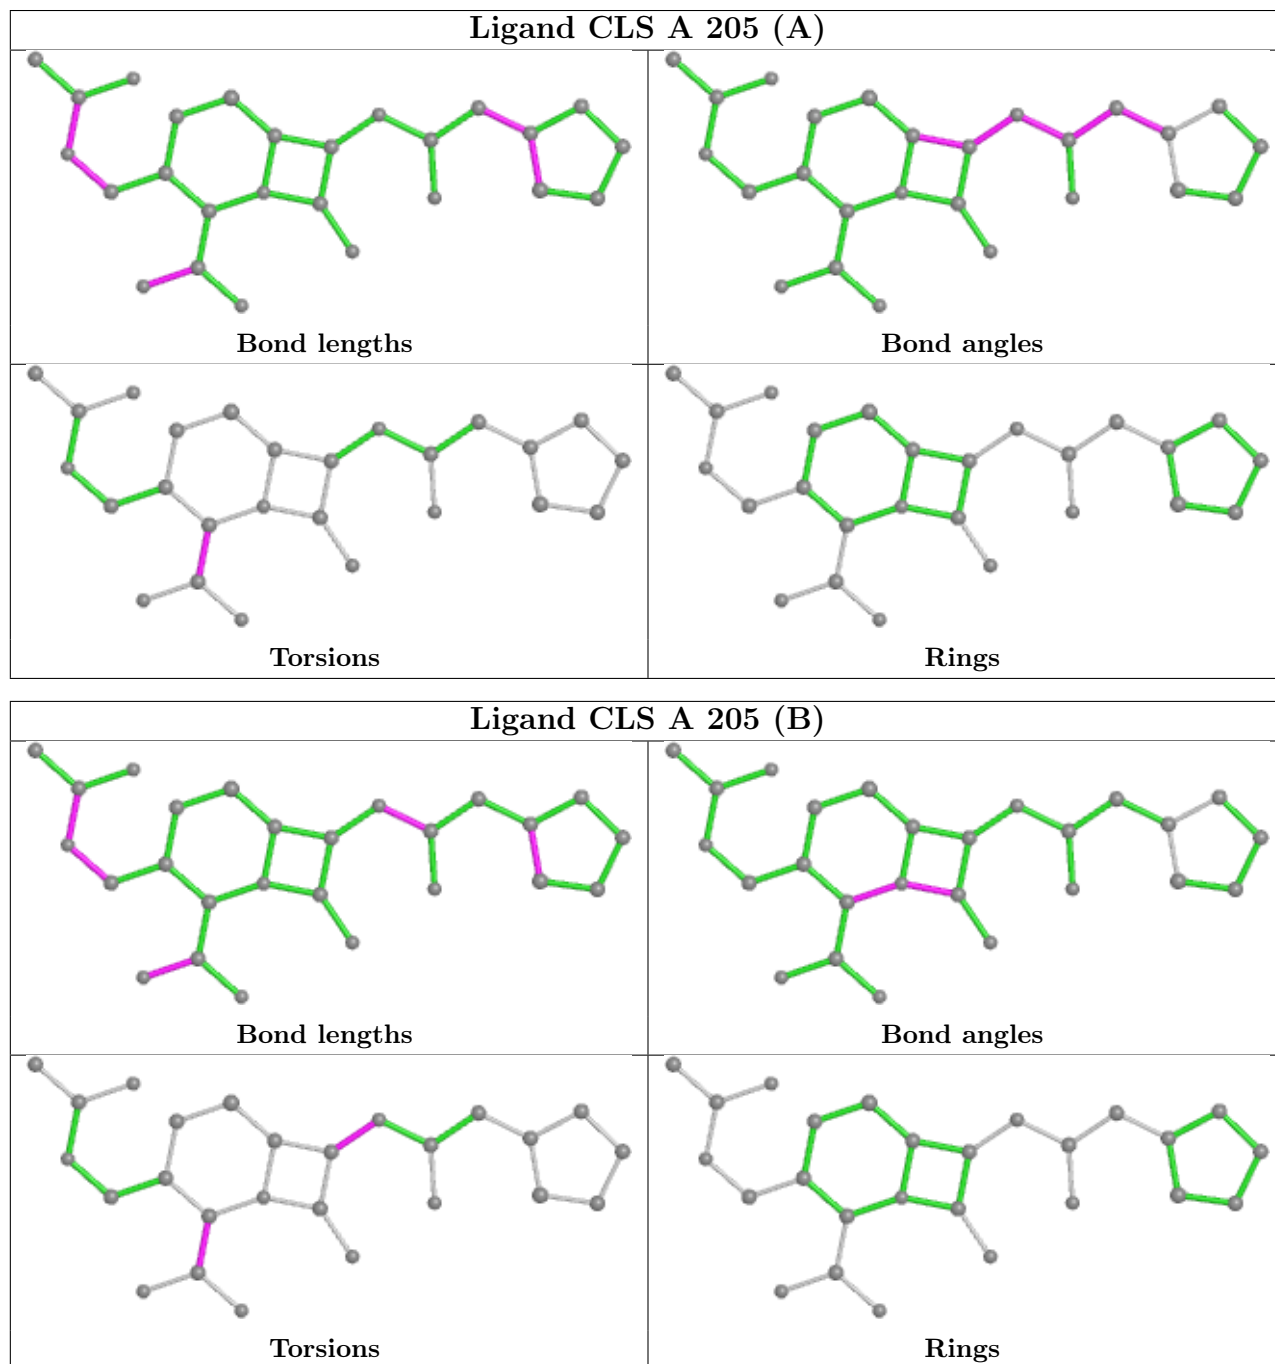 Ligand CLS A 205 (A)
Bond lengths
Bond angles
Torsions
Rings
Ligand CLS A 205 (B)
Bond lengths
Bond angles
Torsions
Rings